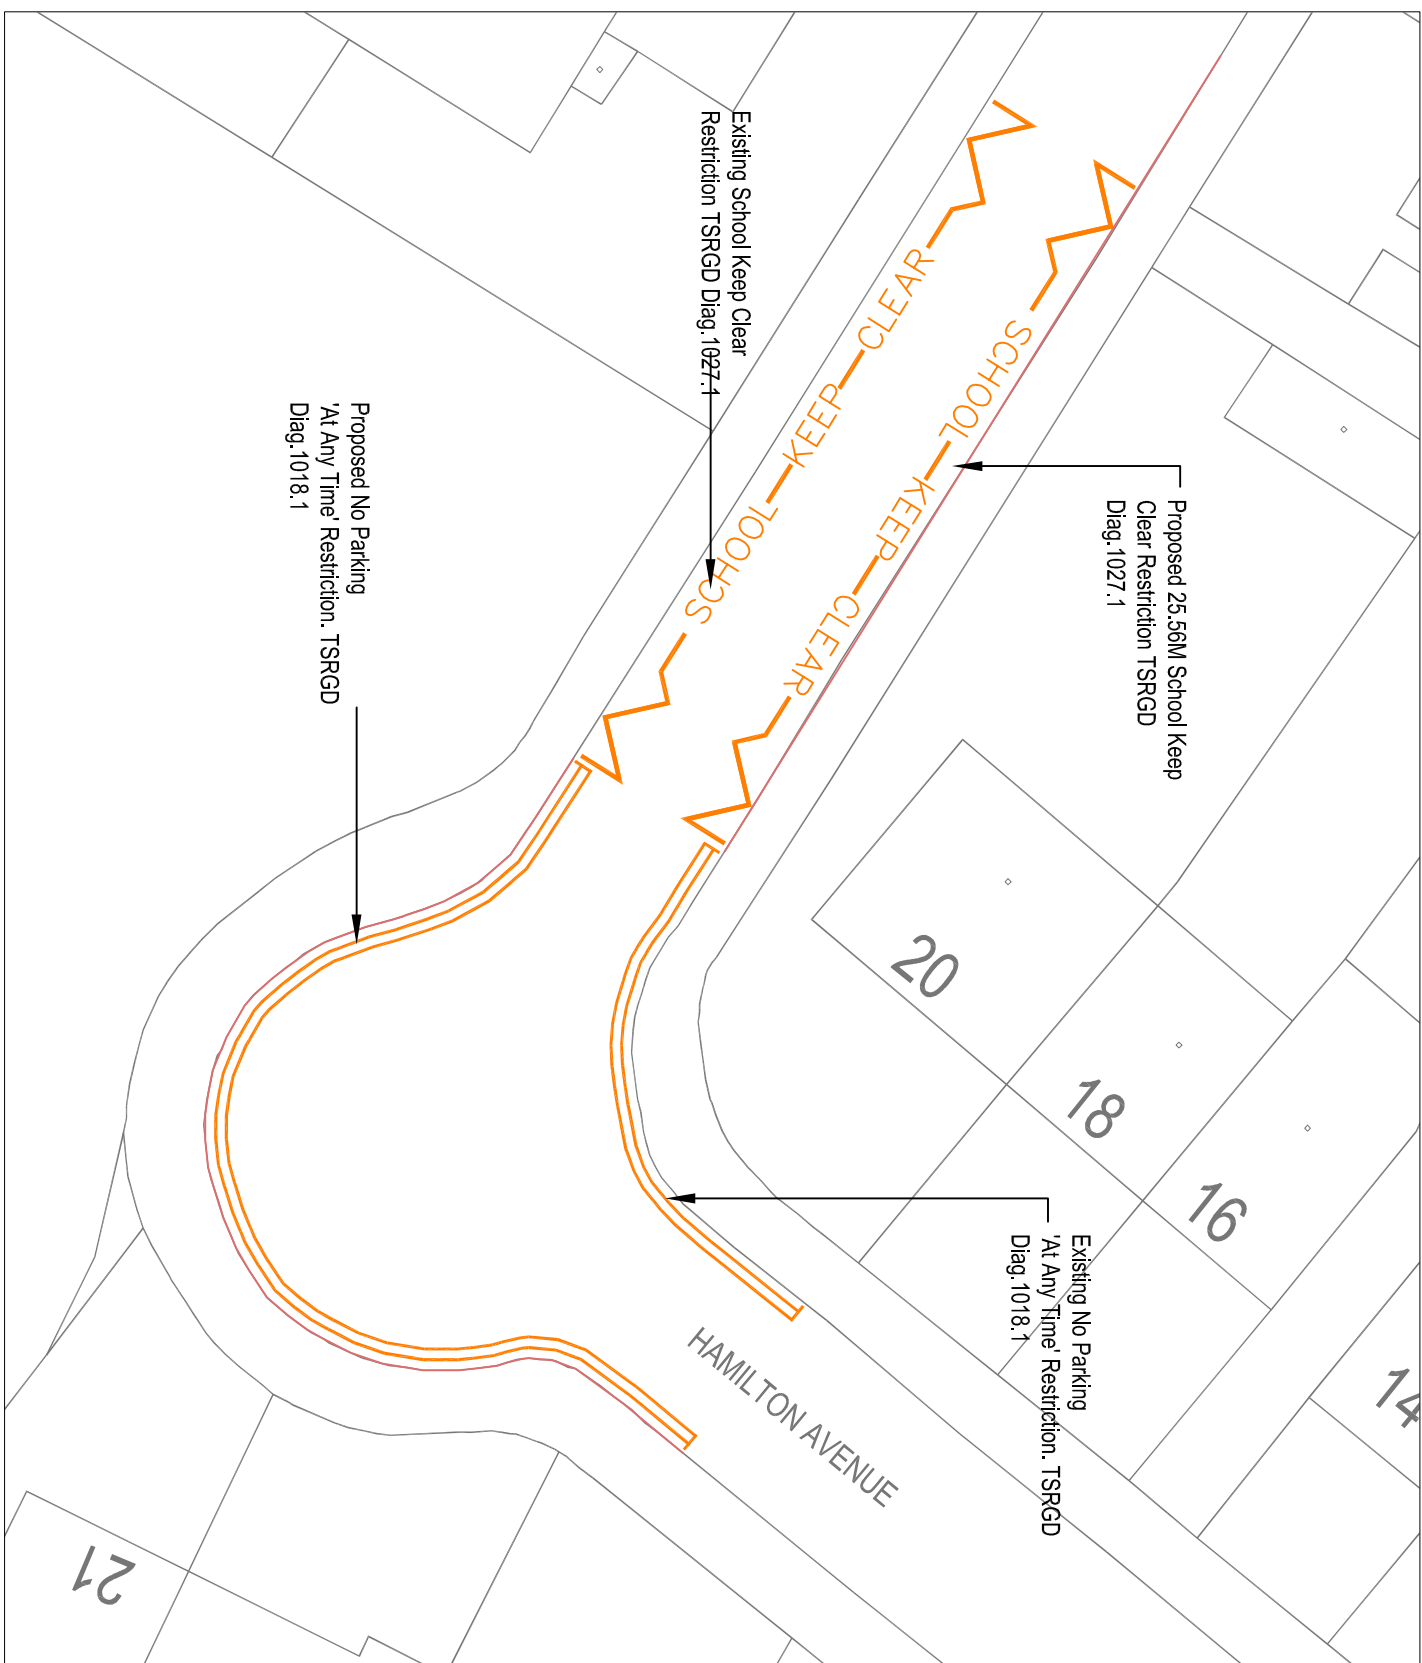 Existing School Keep Clear
Restriction TSRGD Diag.1027.1
Proposed 25.56M School Keep
Clear Restriction TSRGD
Diag.1027.1
SCHOOL KEEP CLEAR
SCHOOL KEEP CLEAR
Proposed No Parking
'At Any Time' Restriction. TSRGD
Diag.1018.1
Existing No Parking
'At Any Time' Restriction. TSRGD
Diag.1018.1
HAMILTON AVENUE
20
18
16
14
21